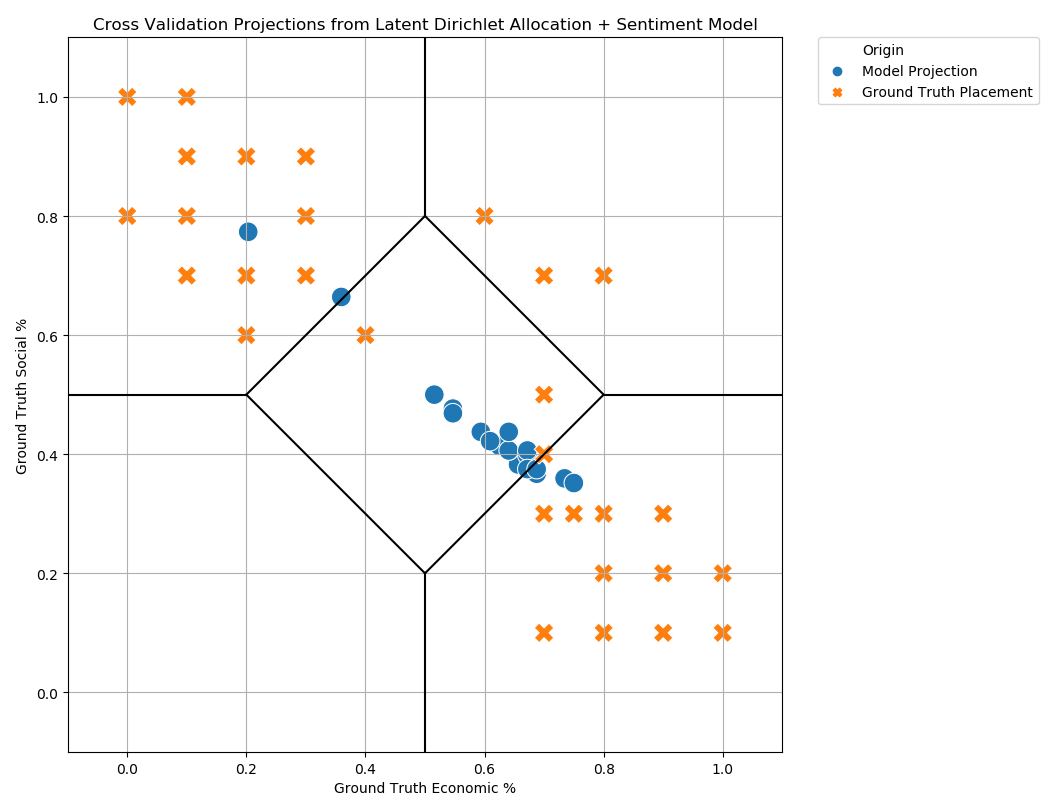 Cross Validation Projections from Latent Dirichlet Allocation + Sentiment Model
Origin
Model Projection
Ground Truth Placement
Ground Truth Social %
1.0
0.8
0.6
0.4
0.2
0.0
0.0 0.2 0.4 0.6 0.8 1.0
Ground Truth Economic %